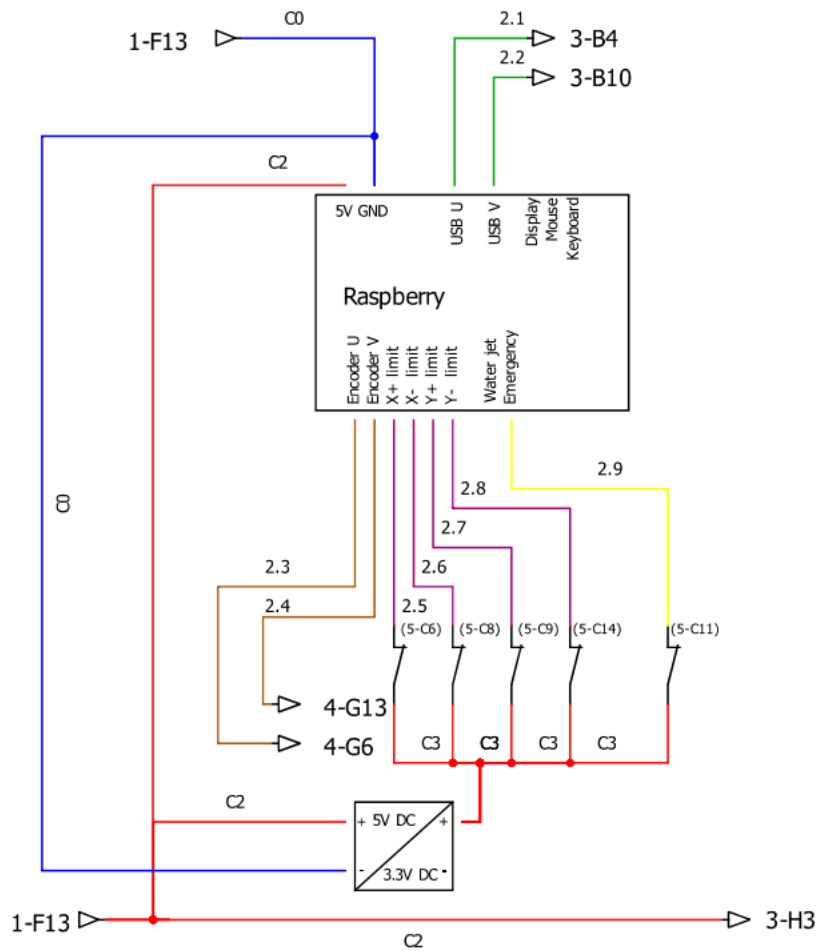 C0
2.1
1-F13
3-B4
2.2
3-B10
C2
5V GND
USB U
USB V
Display
Mouse
Keyboard
Raspberry
Encoder U
Encoder V
X+ limit
X- limit
Y+ limit
Y- limit
Water jet
Emergency
C0
2.9
2.8
2.7
2.3
2.6
2.4
2.5
(5-C6)
(5-C8)
(5-C9)
(5-C14)
(5-C11)
4-G13
4-G6
C3
C3
C3
C3
C2
+ 5V DC +
- 3.3V DC -
1-F13
3-H3
C2